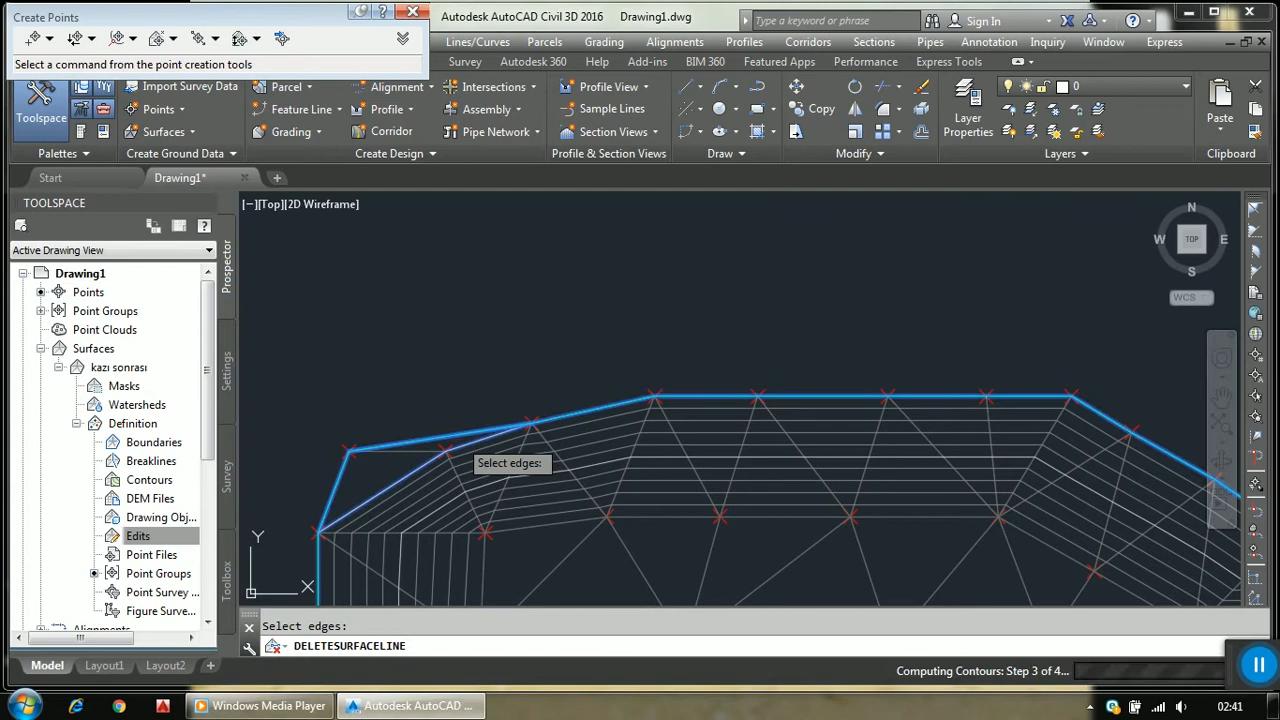 Create Points
Select a command from the point creation tools
Autodesk AutoCAD Civil 3D 2016 Drawing1.dwg
Type a keyword or phrase
Sign In
Lines/Curves Parcels Grading Alignments Profiles Corridors Sections Pipes Annotation Inquiry Window Express
Survey Autodesk 360 Help Add-ins BIM 360 Featured Apps Performance Express Tools
Toolspace
Import Survey Data
Points
Surfaces
Parcel
Feature Line
Grading
Alignment
Profile
Corridor
Intersections
Assembly
Pipe Network
Profile View
Sample Lines
Section Views
Copy
Layer
Properties
0
Paste
Palettes
Create Ground Data
Create Design
Profile & Section Views
Draw
Modify
Layers
Clipboard
Start
Drawing1*
TOOLSPACE
Active Drawing View
Drawing1
Points
Point Groups
Point Clouds
Surfaces
kazı sonrası
Masks
Watersheds
Definition
Boundaries
Breaklines
Contours
DEM Files
Drawing Obj...
Edits
Point Files
Point Groups
Point Survey ...
Figure Surve...
Alignments
Prospector
Settings
Survey
Toolbox
[−][Top][2D Wireframe]
N
W
TOP
E
S
WCS
Select edges:
Y
X
Select edges:
DELETESURFACELINE
Model
Layout1
Layout2
Computing Contours: Step 3 of 4...
Windows Media Player
Autodesk AutoCAD ...
02:41